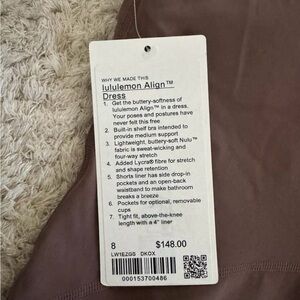 WHY WE MADE THIS
lululemon Align™
Dress
1. Get the buttery-softness of
lululemon Align™ in a dress.
Your poses and postures have
never felt this free
2. Built-in shelf bra intended to
provide medium support
3. Lightweight, buttery-soft Nulu™
fabric is sweat-wicking and
four-way stretch
4. Added Lycra® fibre for stretch
and shape retention
5. Shorts liner has side drop-in
pockets and an open-back
waistband to make bathroom
breaks a breeze
6. Pockets for optional, removable
cups
7. Tight fit, above-the-knee
length with a 4" liner
8 $148.00
LW1EZGS DKOX
000153700486